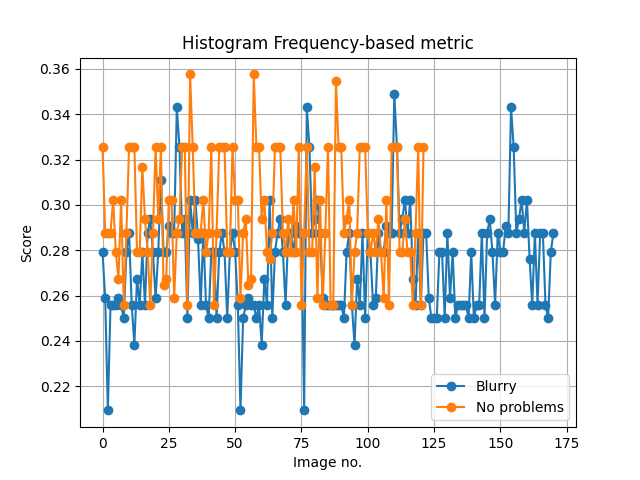 Histogram Frequency-based metric
0.36
0.34
0.32
0.30
0.28
0.26
0.24
0.22
Score
0 25 50 75 100 125 150 175
Image no.
Blurry
No problems